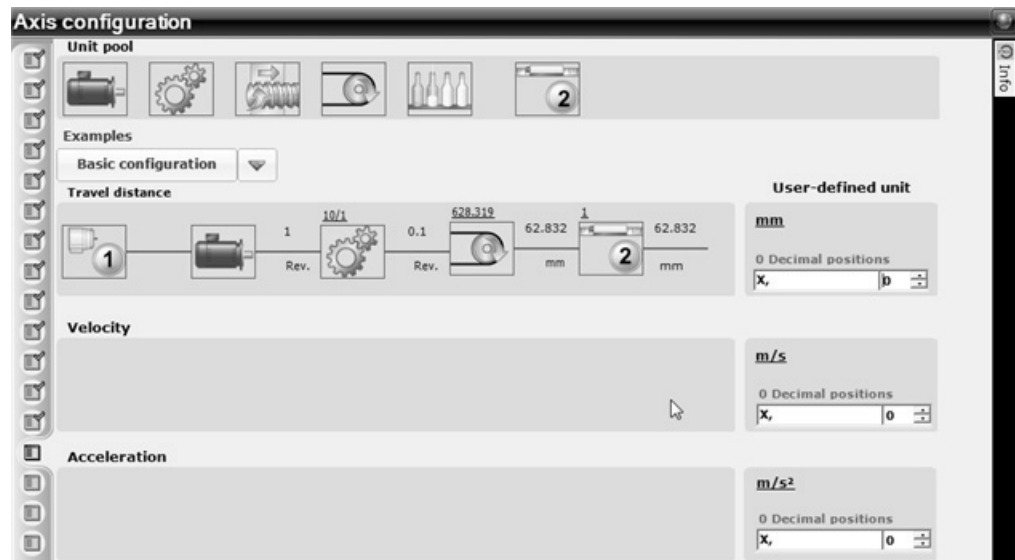 Axis configuration
Info
Unit pool
2
Examples
Basic configuration
Travel distance
User-defined unit
10/1
628.319
1
mm
1
0.1
62.832
62.832
1
2
Rev.
Rev.
mm
mm
0 Decimal positions
X,
0
Velocity
m/s
0 Decimal positions
X,
0
Acceleration
m/s²
0 Decimal positions
X,
0